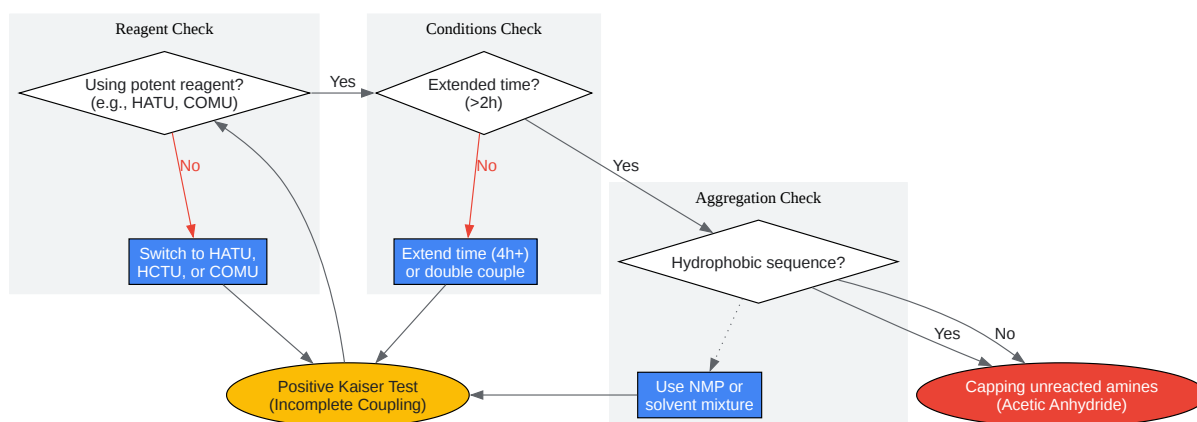 Reagent Check
Conditions Check
Using potent reagent?
(e.g., HATU, COMU)
Yes
Extended time?
(>2h)
No
No
Yes
Aggregation Check
Switch to HATU,
HCTU, or COMU
Extend time (4h+)
or double couple
Hydrophobic sequence?
Yes
No
Positive Kaiser Test
(Incomplete Coupling)
Use NMP or
solvent mixture
Capping unreacted amines
(Acetic Anhydride)